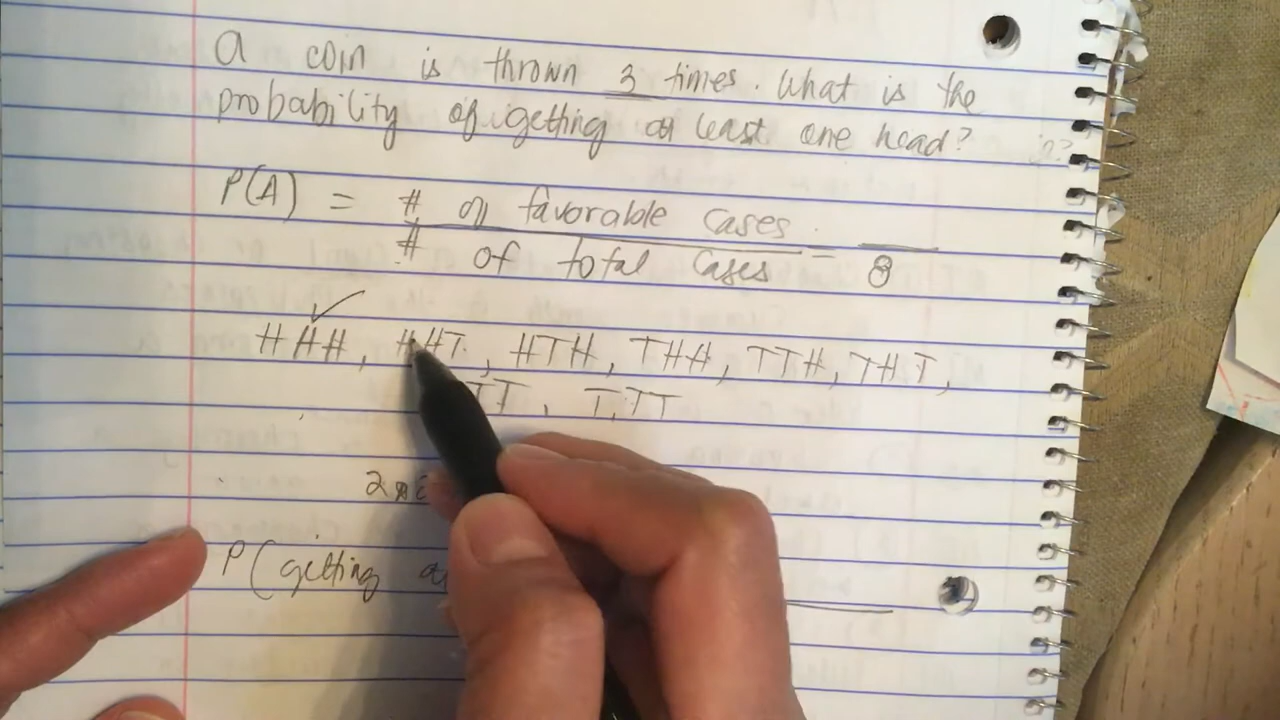 A coin is thrown 3 times. What is the
probability of getting at least one head?
P(A) = # of favorable cases = __
# of total cases 8
HHH, HHT, HTH, THH, TTH, THT,
TT, TTT
P(getting